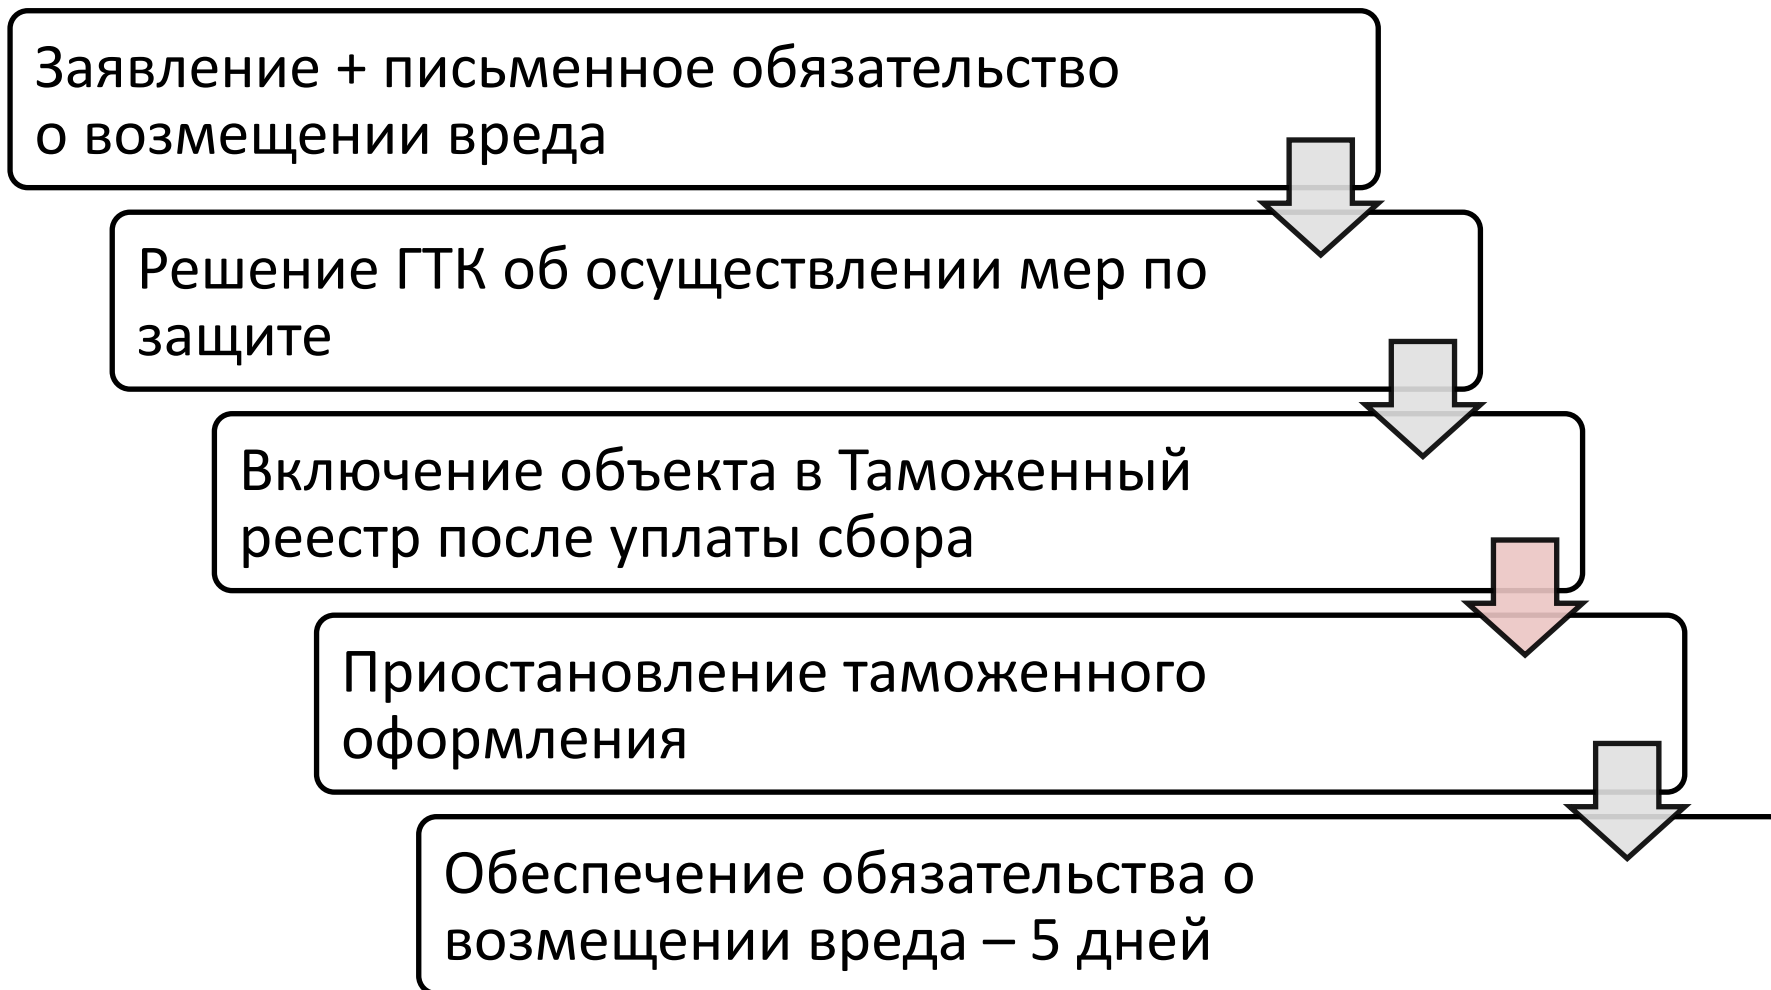 Заявление + письменное обязательство
о возмещении вреда
Решение ГТК об осуществлении мер по
защите
Включение объекта в Таможенный
реестр после уплаты сбора
Приостановление таможенного
оформления
Обеспечение обязательства о
возмещении вреда – 5 дней